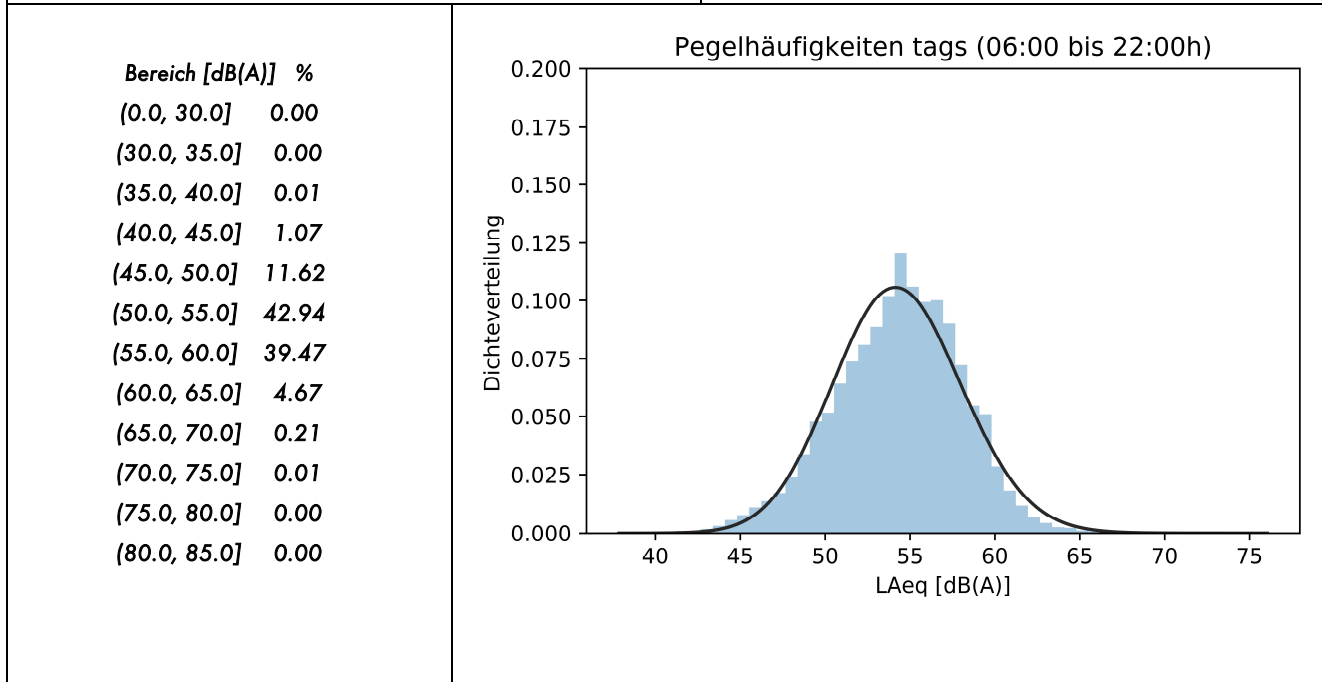 Bereich [dB(A)] %
(0.0, 30.0] 0.00
(30.0, 35.0] 0.00
(35.0, 40.0] 0.01
(40.0, 45.0] 1.07
(45.0, 50.0] 11.62
(50.0, 55.0] 42.94
(55.0, 60.0] 39.47
(60.0, 65.0] 4.67
(65.0, 70.0] 0.21
(70.0, 75.0] 0.01
(75.0, 80.0] 0.00
(80.0, 85.0] 0.00
Pegelhäufigkeiten tags (06:00 bis 22:00h)
0.200
0.175
0.150
0.125
0.100
0.075
0.050
0.025
0.000
Dichteverteilung
40 45 50 55 60 65 70 75
LAeq [dB(A)]